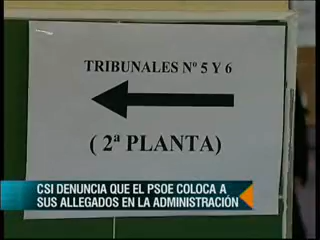 TRIBUNALES Nº 5 Y 6
( 2ª PLANTA)
CSI DENUNCIA QUE EL PSOE COLOCA A
SUS ALLEGADOS EN LA ADMINISTRACIÓN